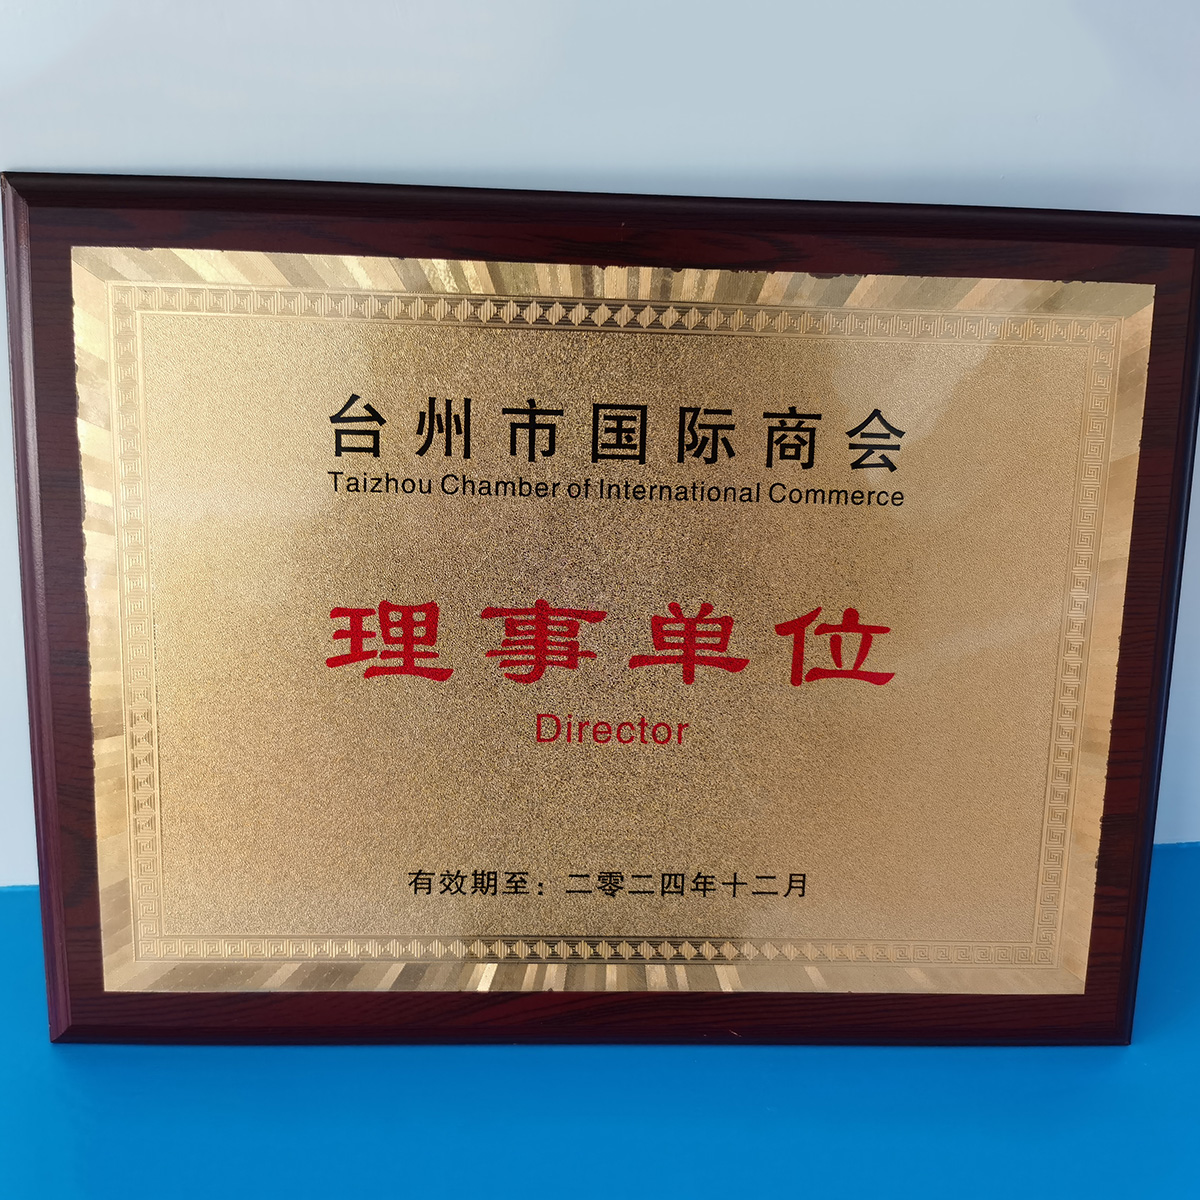 台州市国际商会
Taizhou Chamber of International Commerce
理事单位
Director
有效期至：二零二四年十二月